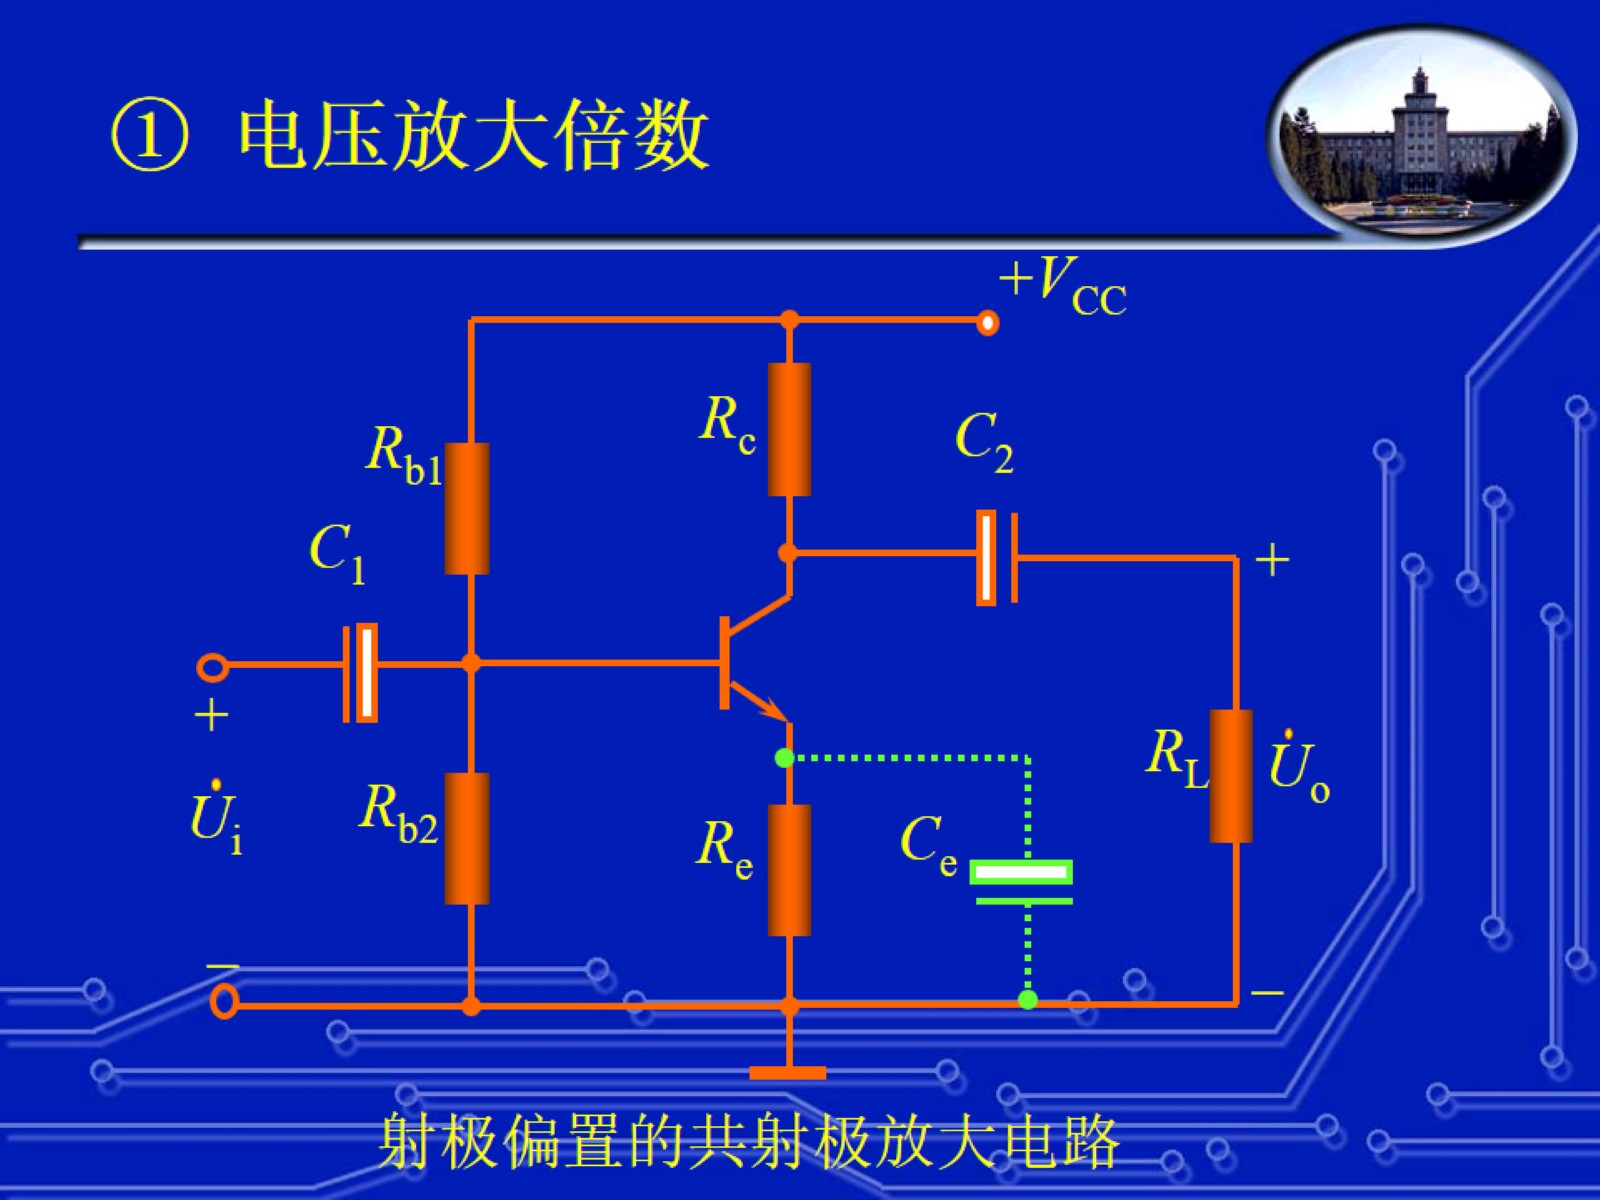 ① 电压放大倍数
+VCC
Rc
C2
Rb1
C1
+
+
RL
U̇o
U̇i
Rb2
Re
Ce
−
−
射极偏置的共射极放大电路